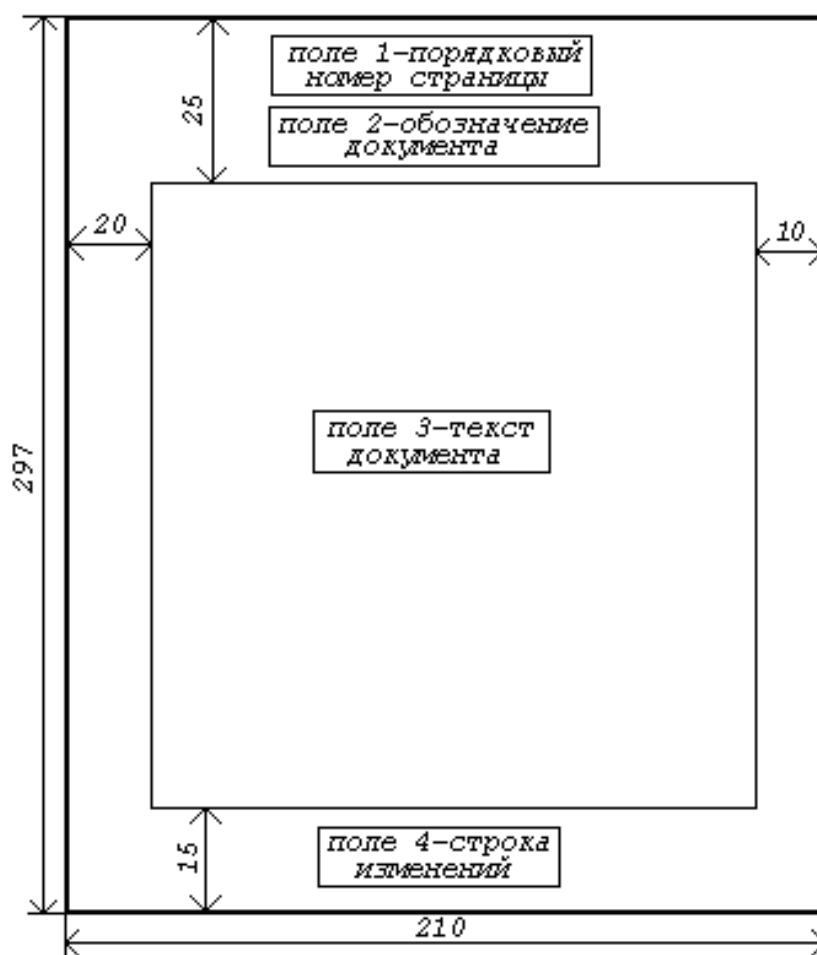 поле 1-порядковый
номер страницы
25
поле 2-обозначение
документа
20
10
поле 3-текст
документа
297
поле 4-строка
изменений
15
210